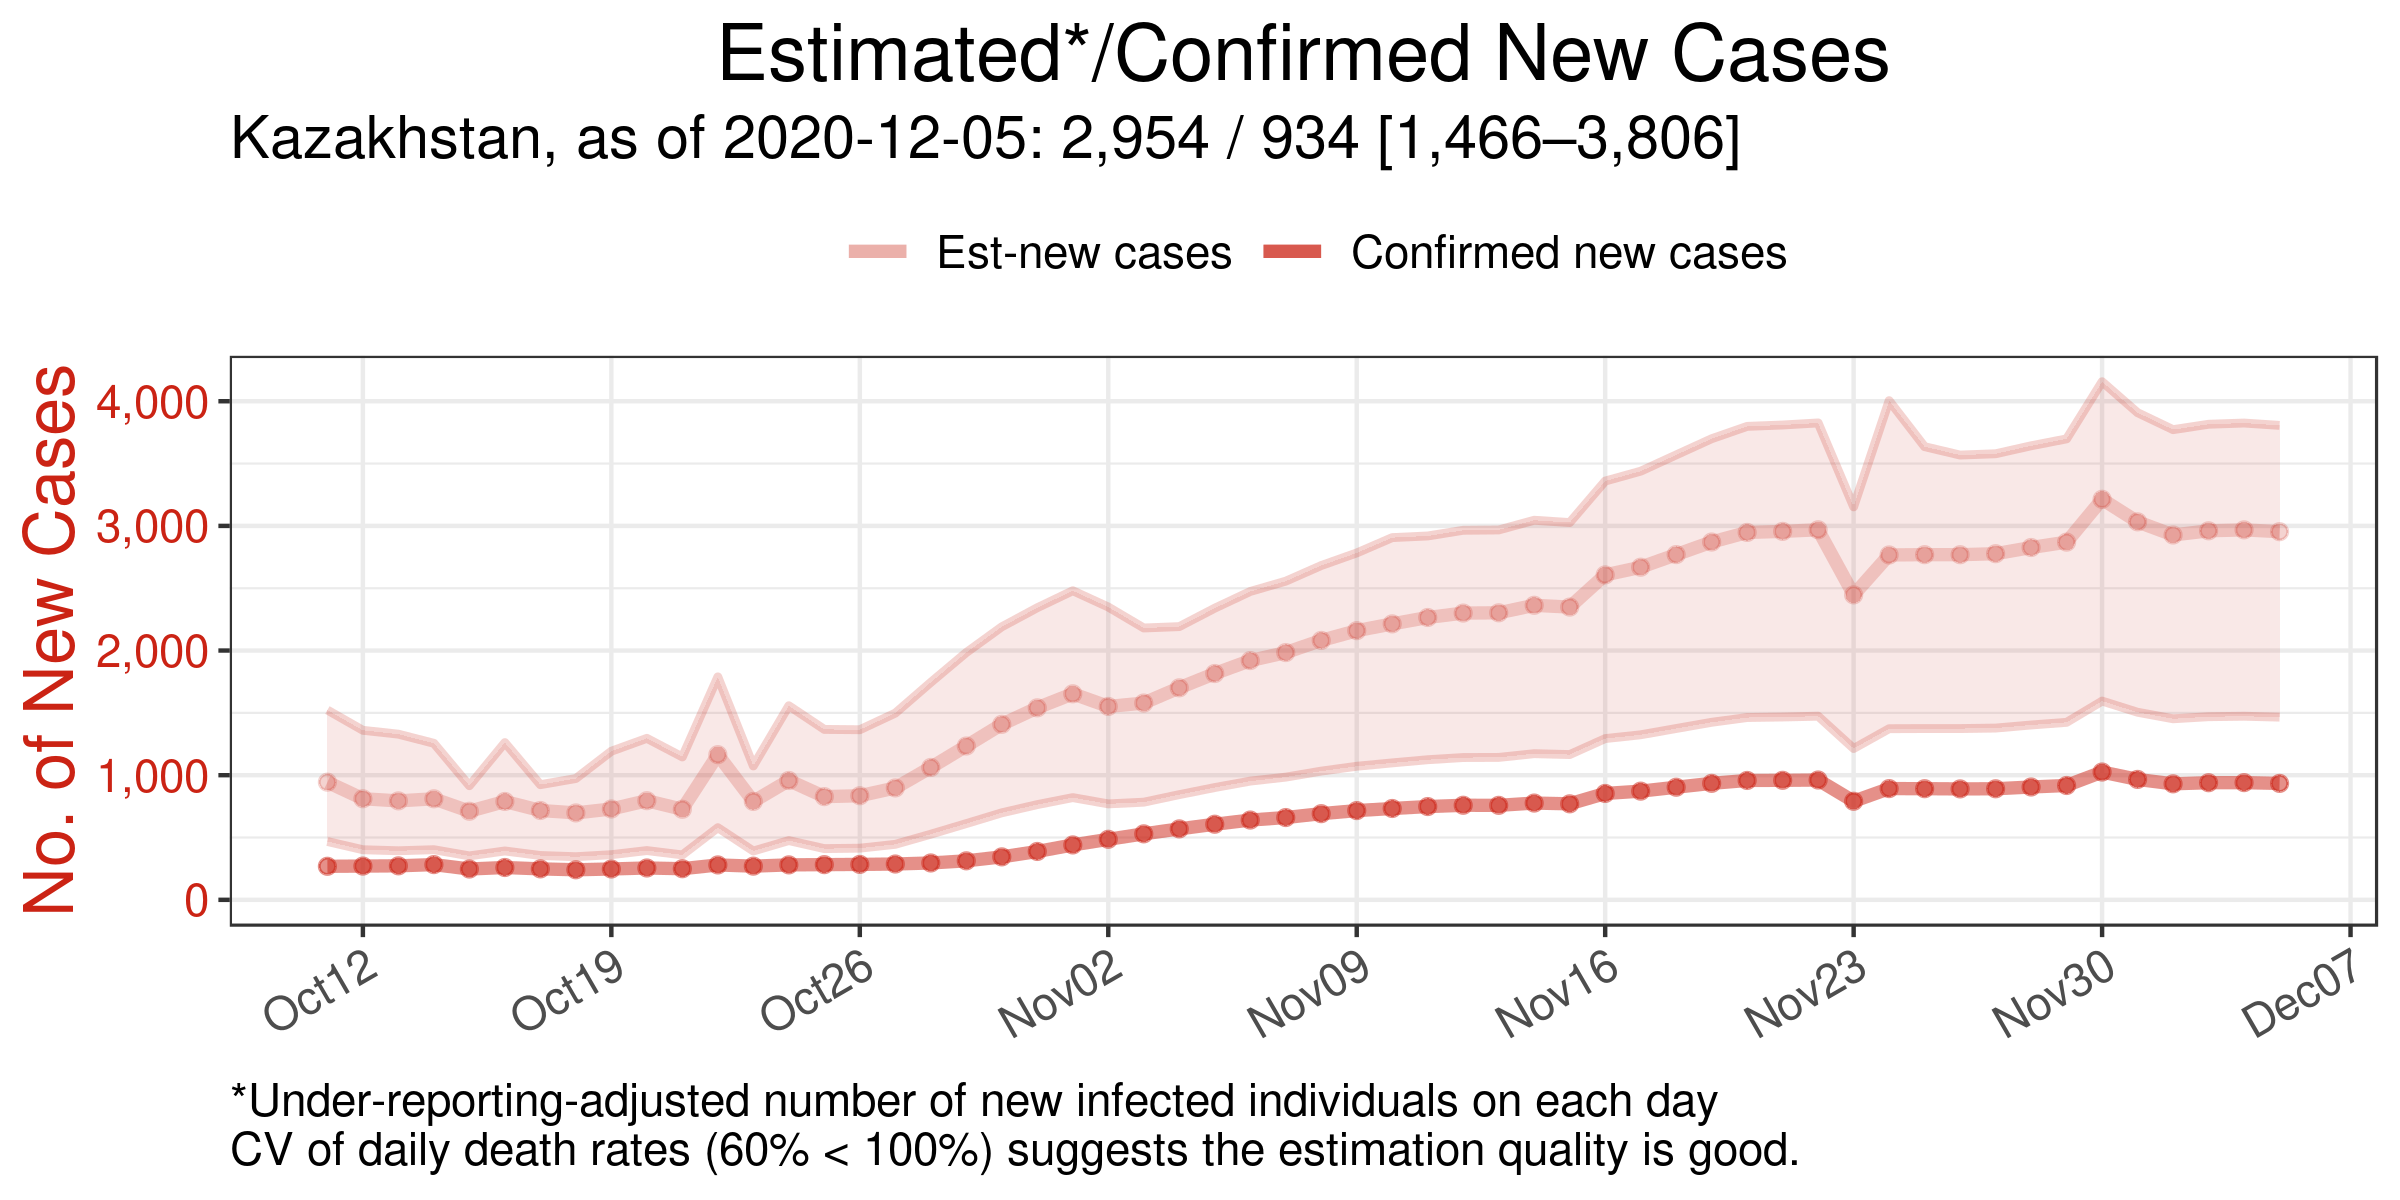 Estimated*/Confirmed New Cases
Kazakhstan, as of 2020-12-05: 2,954 / 934 [1,466–3,806]
Est-new cases
Confirmed new cases
No. of New Cases
4,000
3,000
2,000
1,000
0
Oct12
Oct19
Oct26
Nov02
Nov09
Nov16
Nov23
Nov30
Dec07
*Under-reporting-adjusted number of new infected individuals on each day
CV of daily death rates (60% < 100%) suggests the estimation quality is good.